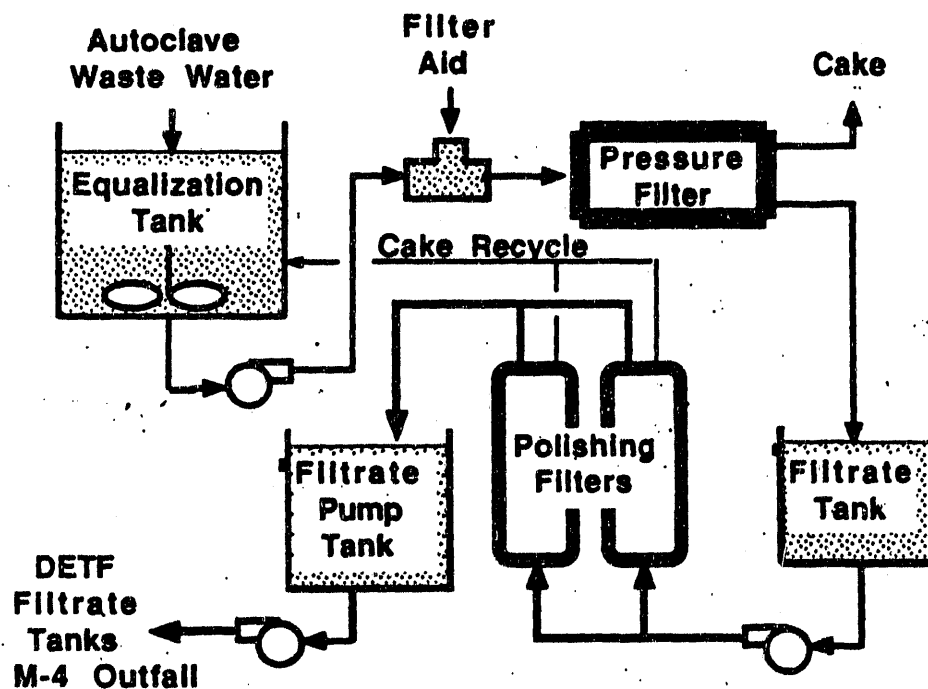 Autoclave
Waste Water
Filter
Aid
Cake
Equalization
Tank
Pressure
Filter
Cake Recycle
Filtrate
Pump
Tank
Polishing
Filters
Filtrate
Tank
DETF
Filtrate
Tanks
M-4 Outfall